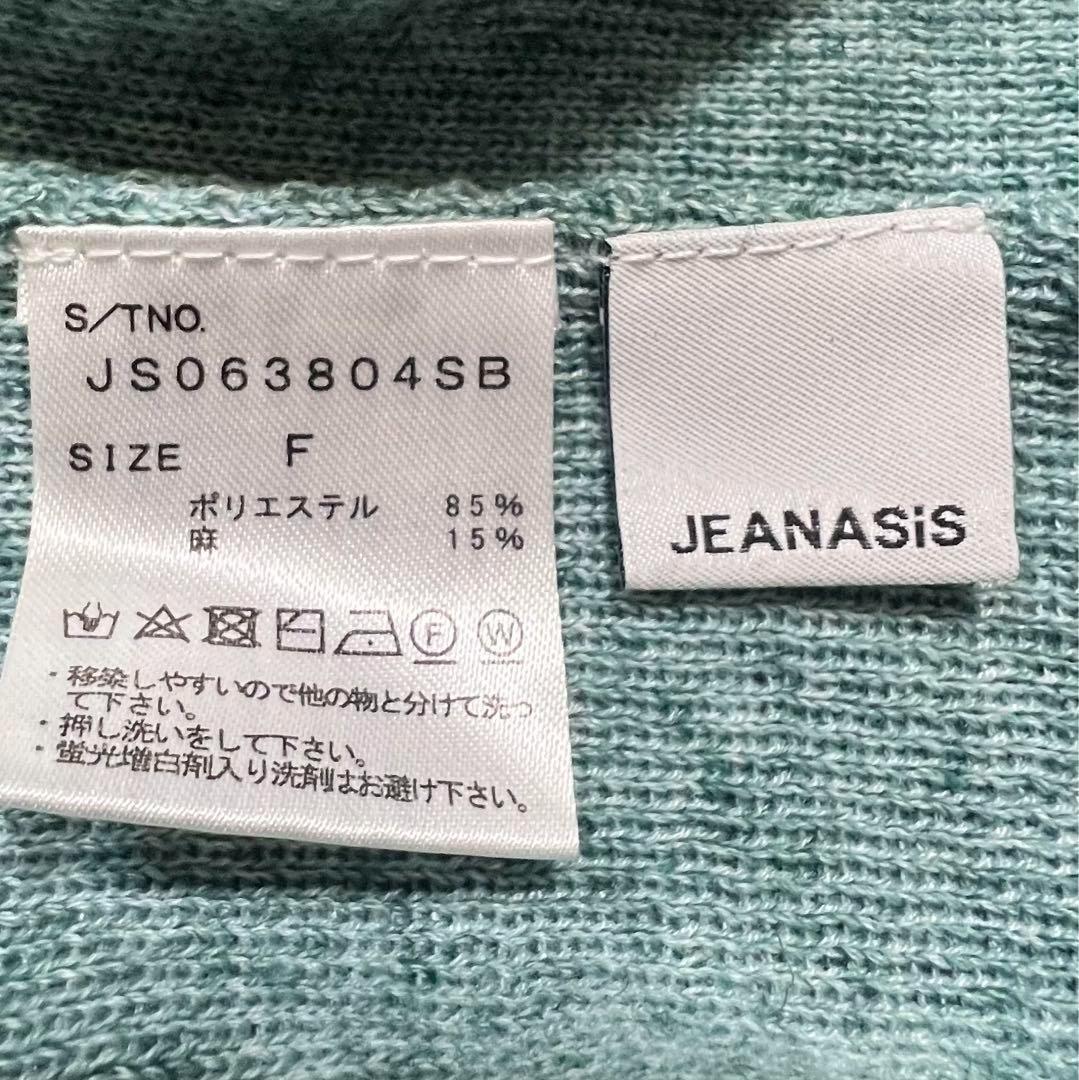 S/TNO.
JS063804SB
SIZE F
ポリエステル 85%
麻 15%
F W
・移染しやすいので他の物と分けて洗っ
て下さい。
・押し洗いをして下さい。
・蛍光増白剤入り洗剤はお避け下さい。
JEANASiS